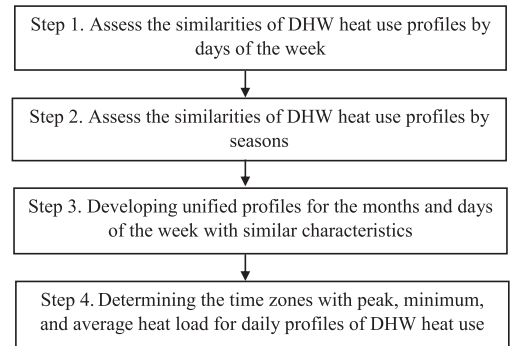 Step 1. Assess the similarities of DHW heat use profiles by
days of the week
Step 2. Assess the similarities of DHW heat use profiles by
seasons
Step 3. Developing unified profiles for the months and days
of the week with similar characteristics
Step 4. Determining the time zones with peak, minimum,
and average heat load for daily profiles of DHW heat use